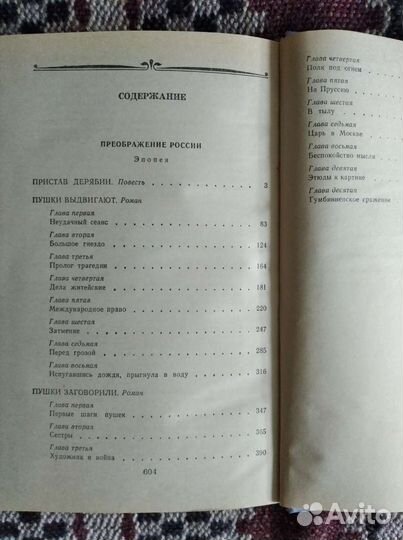 СОДЕРЖАНИЕ
ПРЕОБРАЖЕНИЕ РОССИИ
Эпопея
ПРИСТАВ ДЕРЯБИН. Повесть . . . . . . . 3
ПУШКИ ВЫДВИГАЮТ. Роман
Глава первая
Неудачный сеанс . . . . . . . . . . 83
Глава вторая
Большое гнездо . . . . . . . . . . 124
Глава третья
Пролог трагедии . . . . . . . . . . 164
Глава четвертая
Дела житейские . . . . . . . . . . 181
Глава пятая
Международное право . . . . . . . . 220
Глава шестая
Затмение . . . . . . . . . . . . 247
Глава седьмая
Перед грозой . . . . . . . . . . . 285
Глава восьмая
Испугавшись дождя, прыгнула в воду . . . 316
ПУШКИ ЗАГОВОРИЛИ. Роман
Глава первая
Первые шаги пушек . . . . . . . . . 347
Глава вторая
Сестры . . . . . . . . . . . . . 365
Глава третья
Художник и война . . . . . . . . . 390
604
Глава четвертая
Полк под огнем . .
Глава пятая
На Пруссию . . .
Глава шестая
В тылу . . . .
Глава седьмая
Царь в Москве . .
Глава восьмая
Беспокойство мысли .
Глава девятая
Этюды к картине . .
Глава десятая
Гумбинненское сражение
Avito